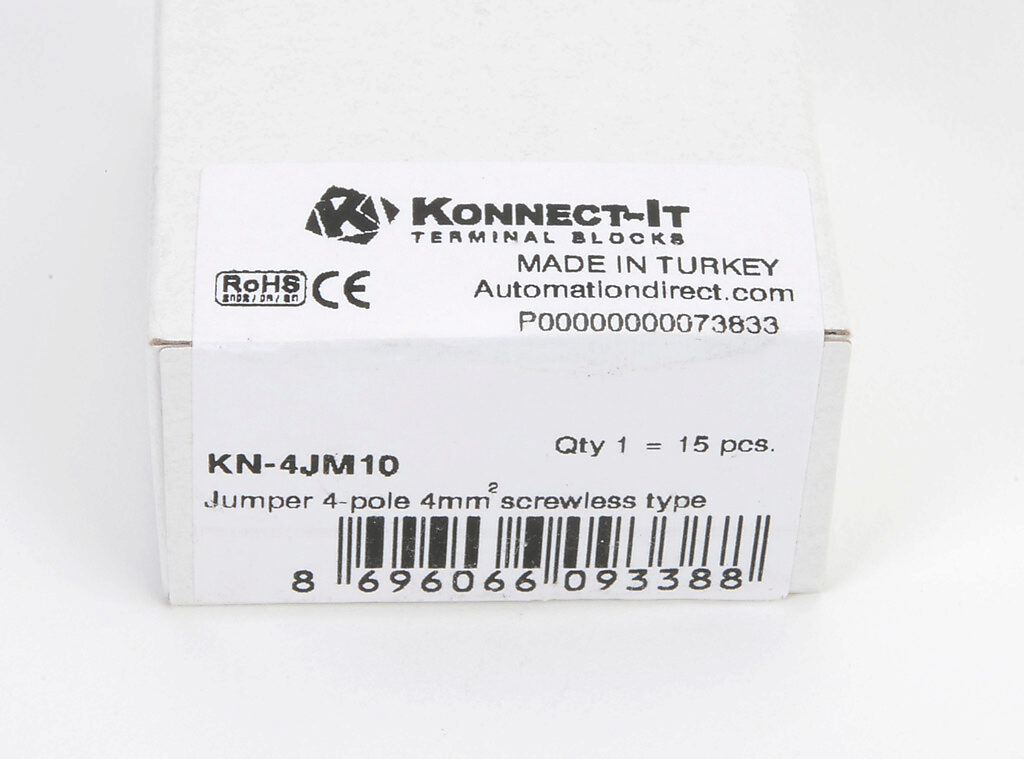 KONNECT-IT
TERMINAL BLOCKS
MADE IN TURKEY
RoHS CE
Automationdirect.com
P00000000073833
Qty 1 = 15 pcs.
KN-4JM10
Jumper 4-pole 4mm² screwless type
8 696066 093388